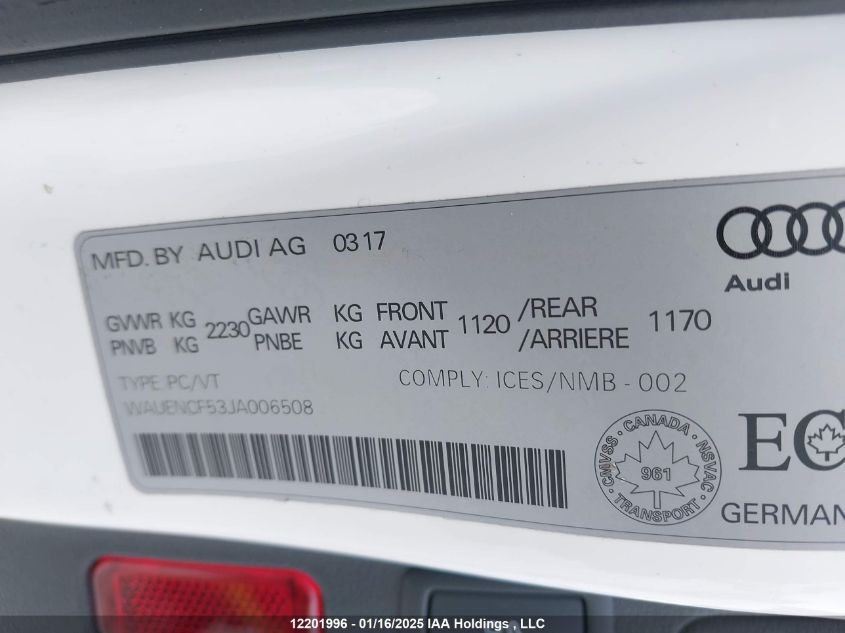 MFD. BY AUDI AG 0317
Audi
GVWR KG 2230 GAWR KG FRONT 1120 /REAR 1170
PNVB KG PNBE KG AVANT /ARRIERE
TYPE: PC/VT COMPLY: ICES/NMB-002
WAUENCF53JA006508
CMVSS · CANADA · NSVAC · TRANSPORT ·
961
EC
GERMAN
12201996 - 01/16/2025 IAA Holdings , LLC